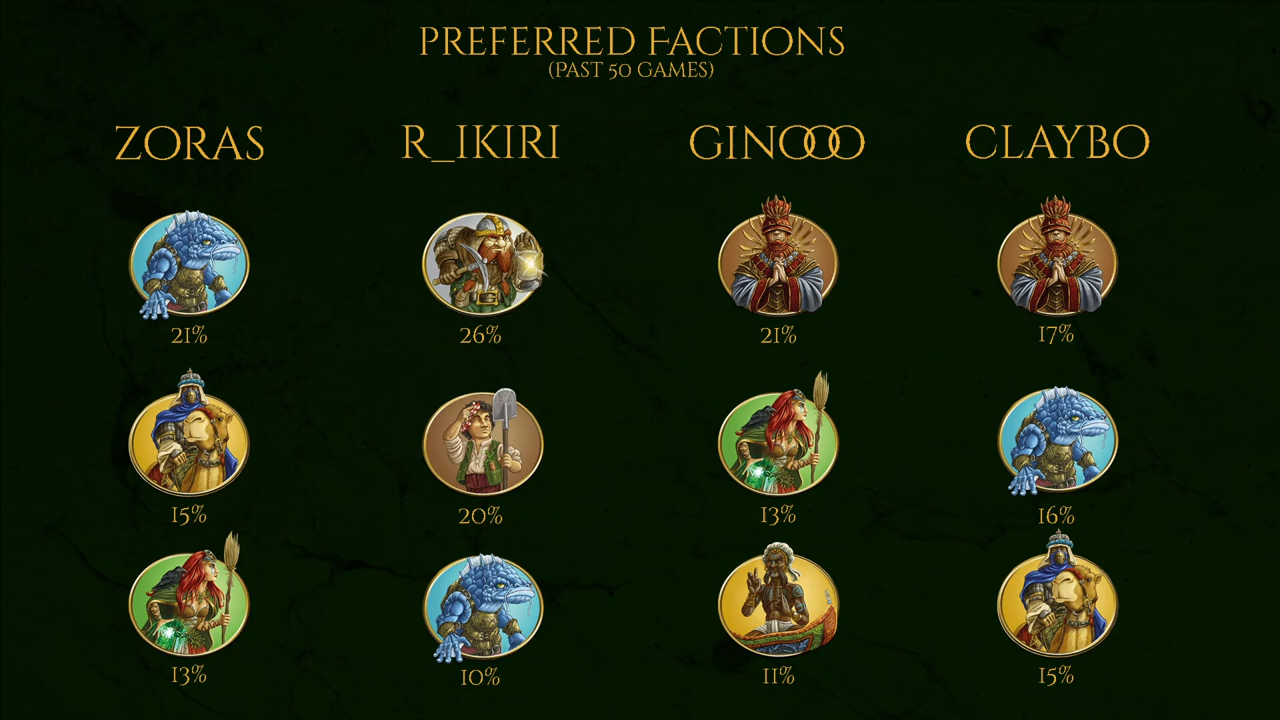 PREFERRED FACTIONS
(PAST 50 GAMES)
ZORAS R_IKIRI GINOOO CLAYBO
21% 26% 21% 17%
15% 20% 13% 16%
13% 10% 11% 15%